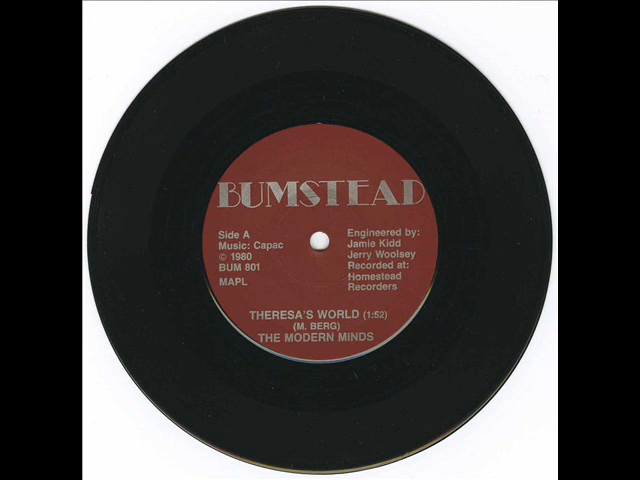 BUMSTEAD
Side A
Music: Capac
© 1980
BUM 801
MAPL
Engineered by:
Jamie Kidd
Jerry Woolsey
Recorded at:
Homestead
Recorders
THERESA'S WORLD (1:52)
(M. BERG)
THE MODERN MINDS